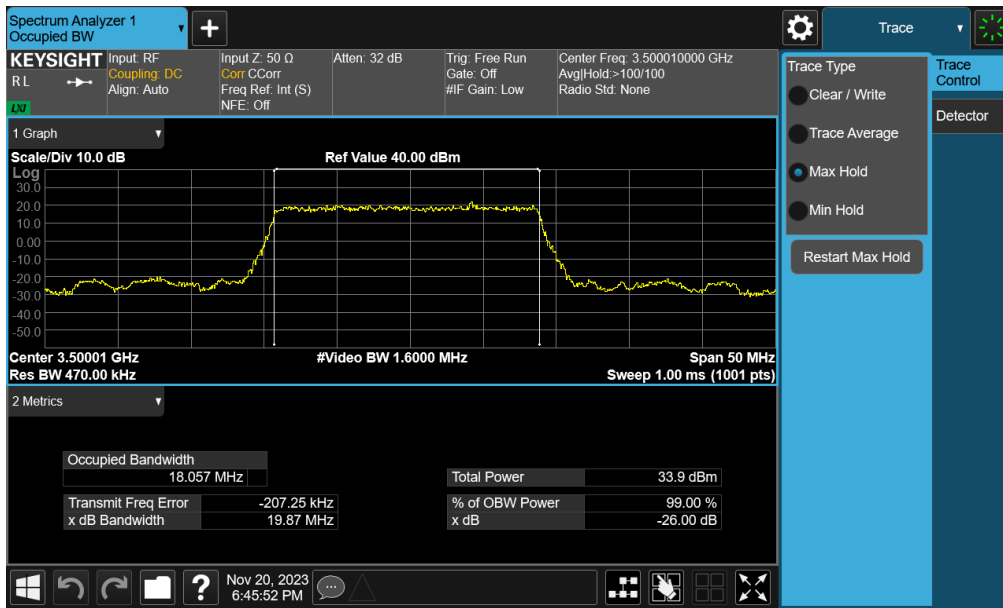 Spectrum Analyzer 1
Occupied BW
+
Trace
KEYSIGHT
R L
LXI
Input: RF
Coupling: DC
Align: Auto
Input Z: 50 Ω
Corr CCorr
Freq Ref: Int (S)
NFE: Off
Atten: 32 dB
Trig: Free Run
Gate: Off
#IF Gain: Low
Center Freq: 3.500010000 GHz
Avg|Hold:>100/100
Radio Std: None
Trace Type
Clear / Write
Trace Average
Max Hold
Min Hold
Restart Max Hold
Trace
Control
Detector
1 Graph
Scale/Div 10.0 dB
Ref Value 40.00 dBm
Log
30.0
20.0
10.0
0.00
-10.0
-20.0
-30.0
-40.0
-50.0
Center 3.50001 GHz
#Video BW 1.6000 MHz
Span 50 MHz
Res BW 470.00 kHz
Sweep 1.00 ms (1001 pts)
2 Metrics
Occupied Bandwidth
18.057 MHz
Total Power 33.9 dBm
Transmit Freq Error -207.25 kHz
% of OBW Power 99.00 %
x dB Bandwidth 19.87 MHz
x dB -26.00 dB
?
Nov 20, 2023
6:45:52 PM